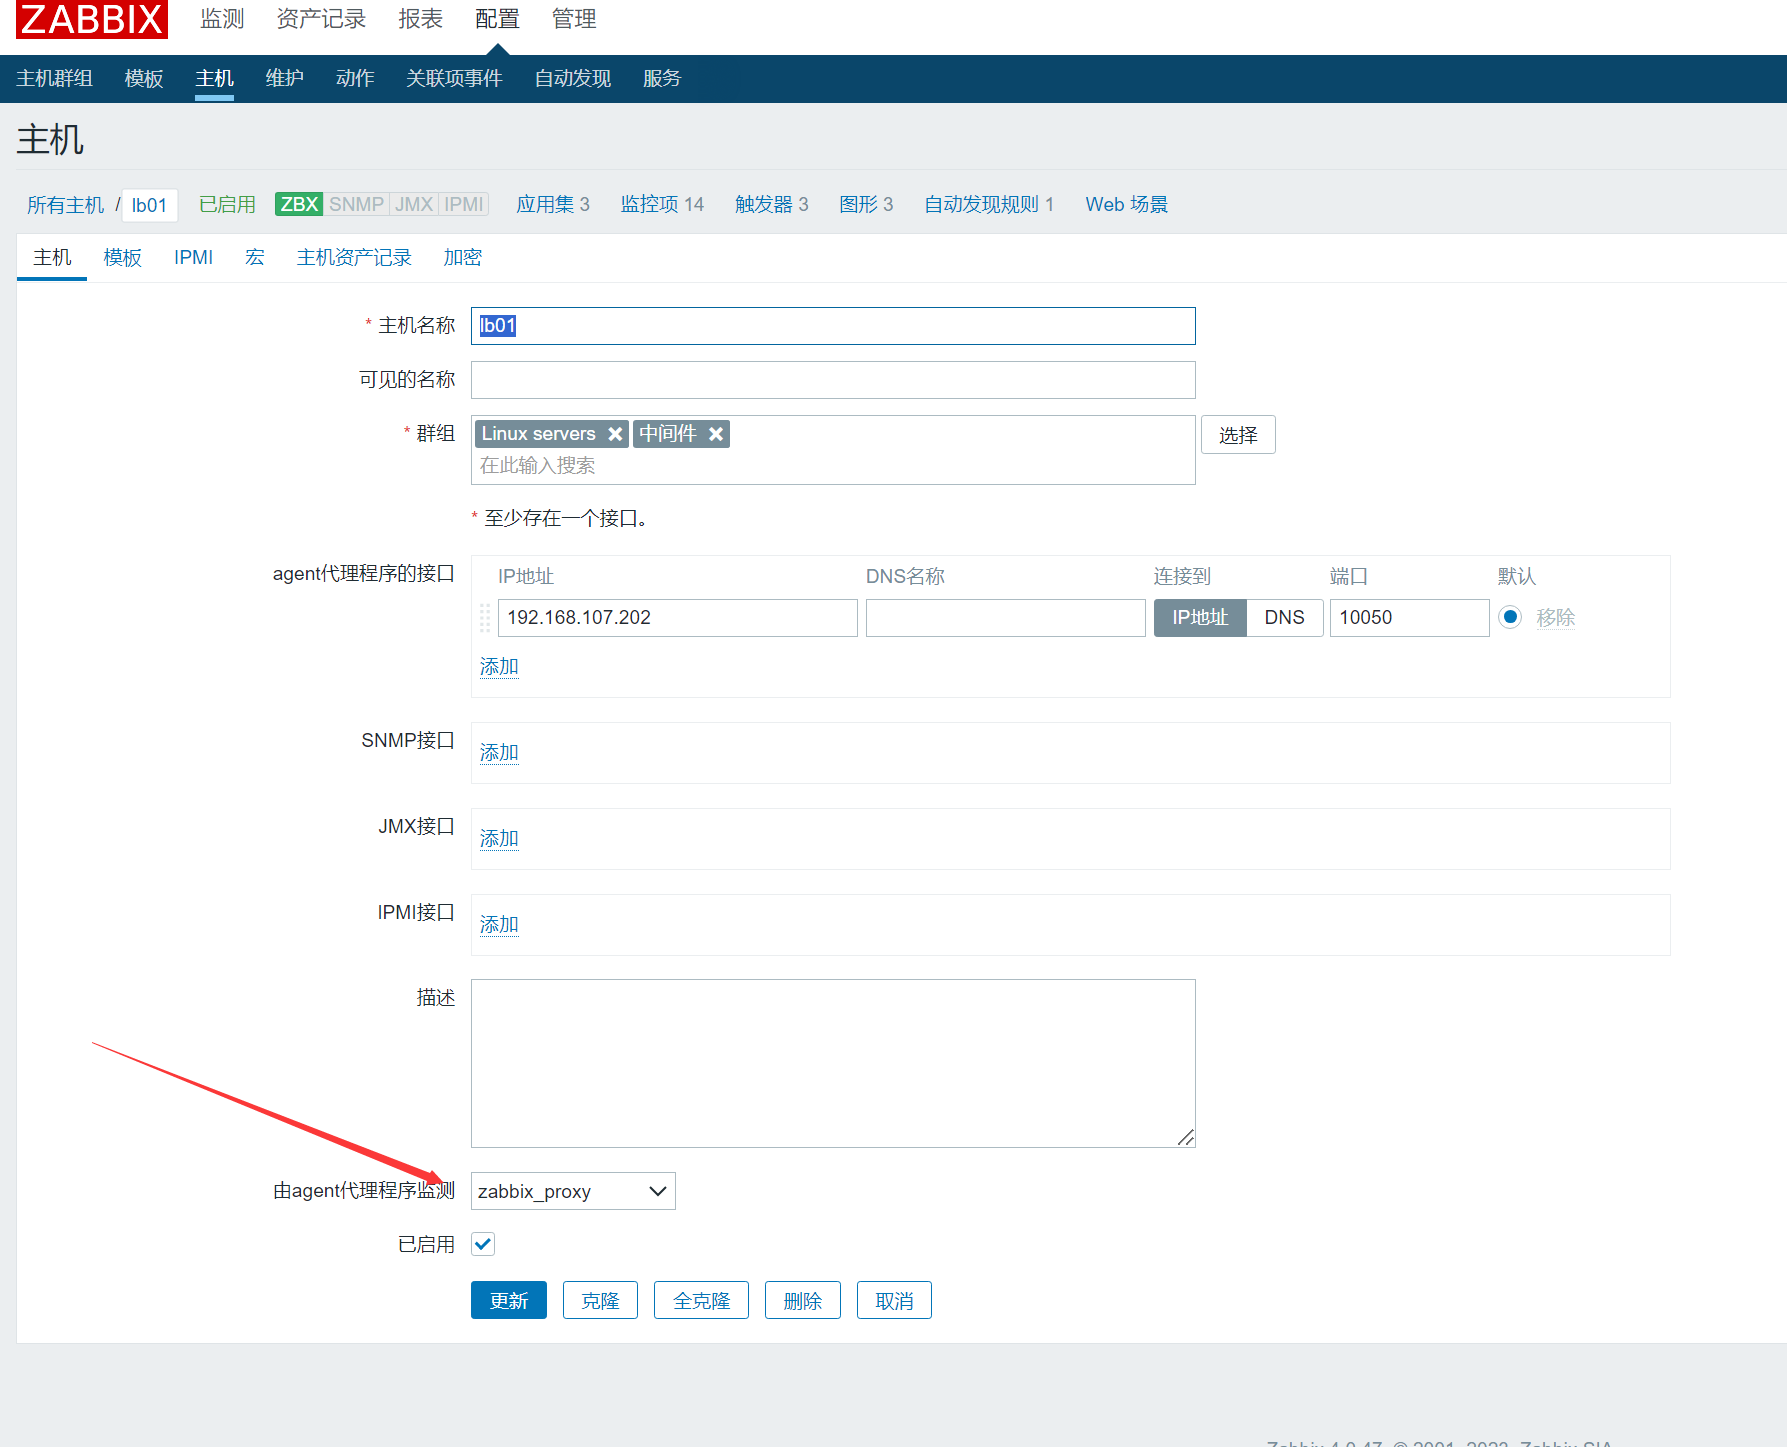 ZABBIX 监测 资产记录 报表 配置 管理
主机群组 模板 主机 维护 动作 关联项事件 自动发现 服务
主机
所有主机 / lb01 已启用 ZBX SNMP JMX IPMI 应用集 3 监控项 14 触发器 3 图形 3 自动发现规则 1 Web 场景
主机 模板 IPMI 宏 主机资产记录 加密
* 主机名称 lb01
可见的名称
* 群组 Linux servers 中间件 选择
在此输入搜索
* 至少存在一个接口。
agent代理程序的接口 IP地址 DNS名称 连接到 端口 默认
192.168.107.202 IP地址 DNS 10050 移除
添加
SNMP接口 添加
JMX接口 添加
IPMI接口 添加
描述
由agent代理程序监测 zabbix_proxy
已启用
更新 克隆 全克隆 删除 取消